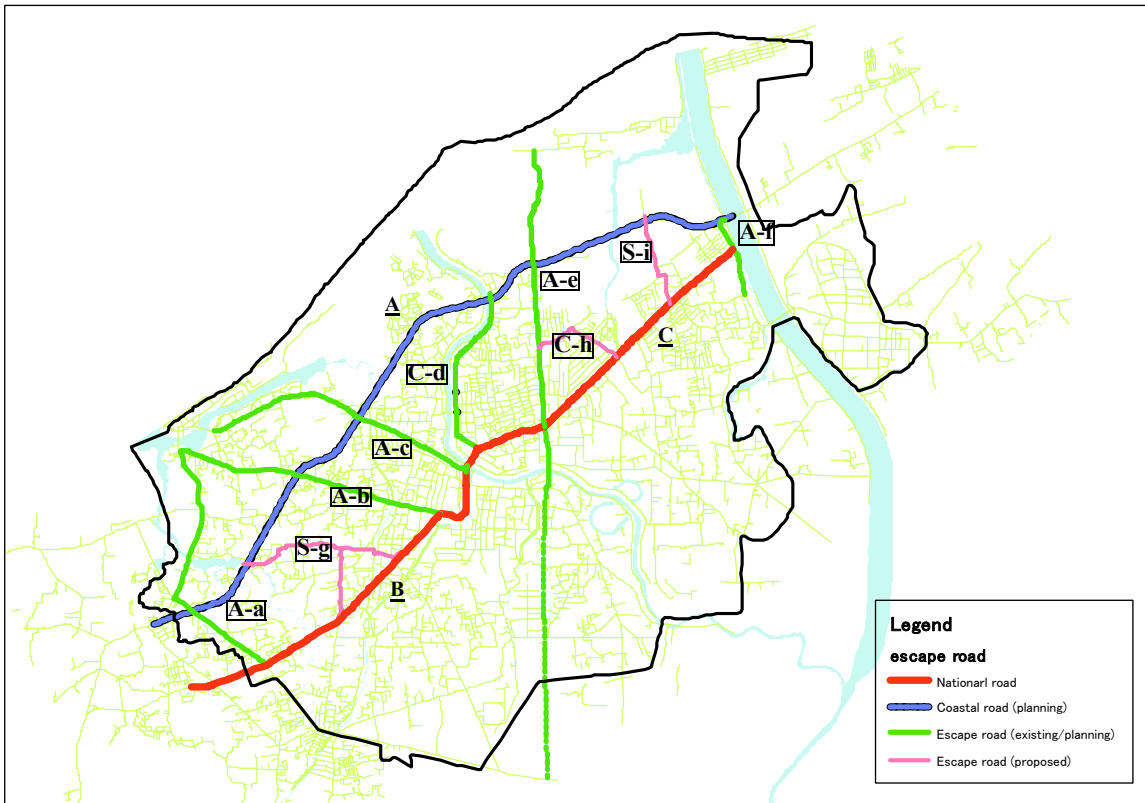 A-f
S-i
A-e
A
C
C-h
C-d
A-c
A-b
S-g
B
A-a
Legend
escape road
Nationarl road
Coastal road (planning)
Escape road (existing/planning)
Escape road (proposed)